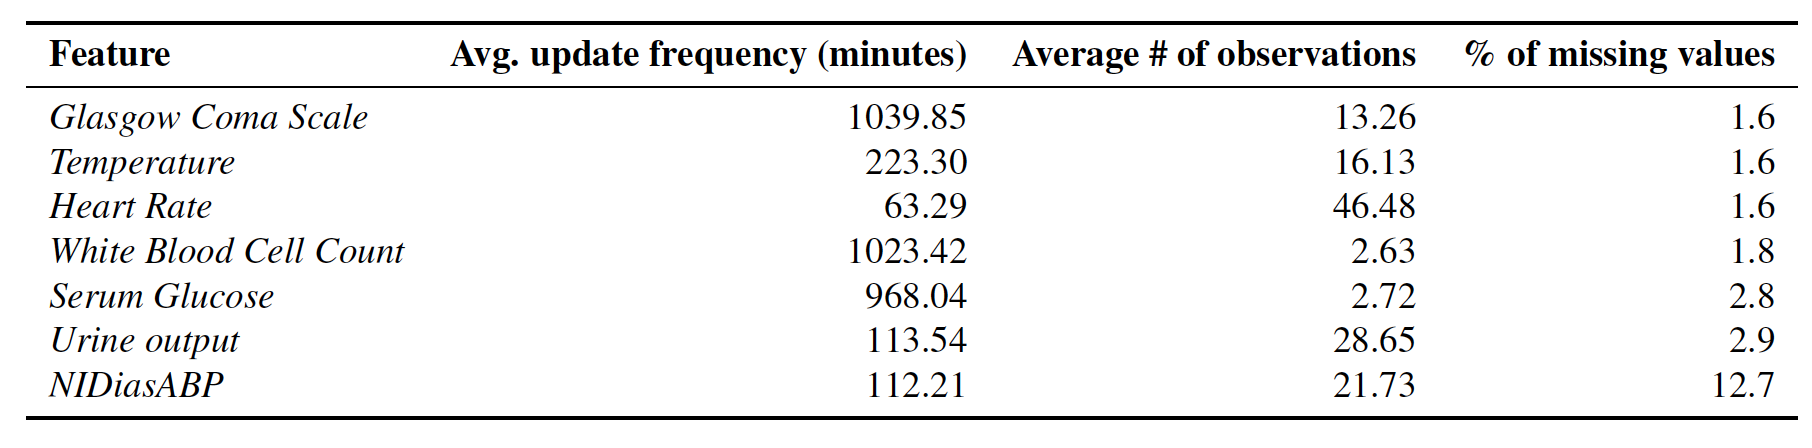 Feature Avg. update frequency (minutes) Average # of observations % of missing values
Glasgow Coma Scale 1039.85 13.26 1.6
Temperature 223.30 16.13 1.6
Heart Rate 63.29 46.48 1.6
White Blood Cell Count 1023.42 2.63 1.8
Serum Glucose 968.04 2.72 2.8
Urine output 113.54 28.65 2.9
NIDiasABP 112.21 21.73 12.7